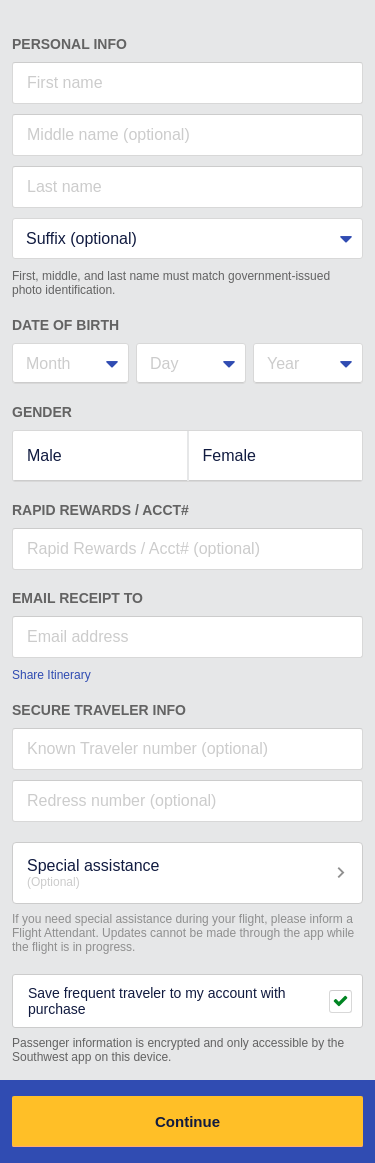 PERSONAL INFO
First name
Middle name (optional)
Last name
Suffix (optional)
First, middle, and last name must match government-issued
photo identification.
DATE OF BIRTH
Month Day Year
GENDER
Male Female
RAPID REWARDS / ACCT#
Rapid Rewards / Acct# (optional)
EMAIL RECEIPT TO
Email address
Share Itinerary
SECURE TRAVELER INFO
Known Traveler number (optional)
Redress number (optional)
Special assistance
(Optional)
If you need special assistance during your flight, please inform a
Flight Attendant. Updates cannot be made through the app while
the flight is in progress.
Save frequent traveler to my account with
purchase
Passenger information is encrypted and only accessible by the
Southwest app on this device.
Continue